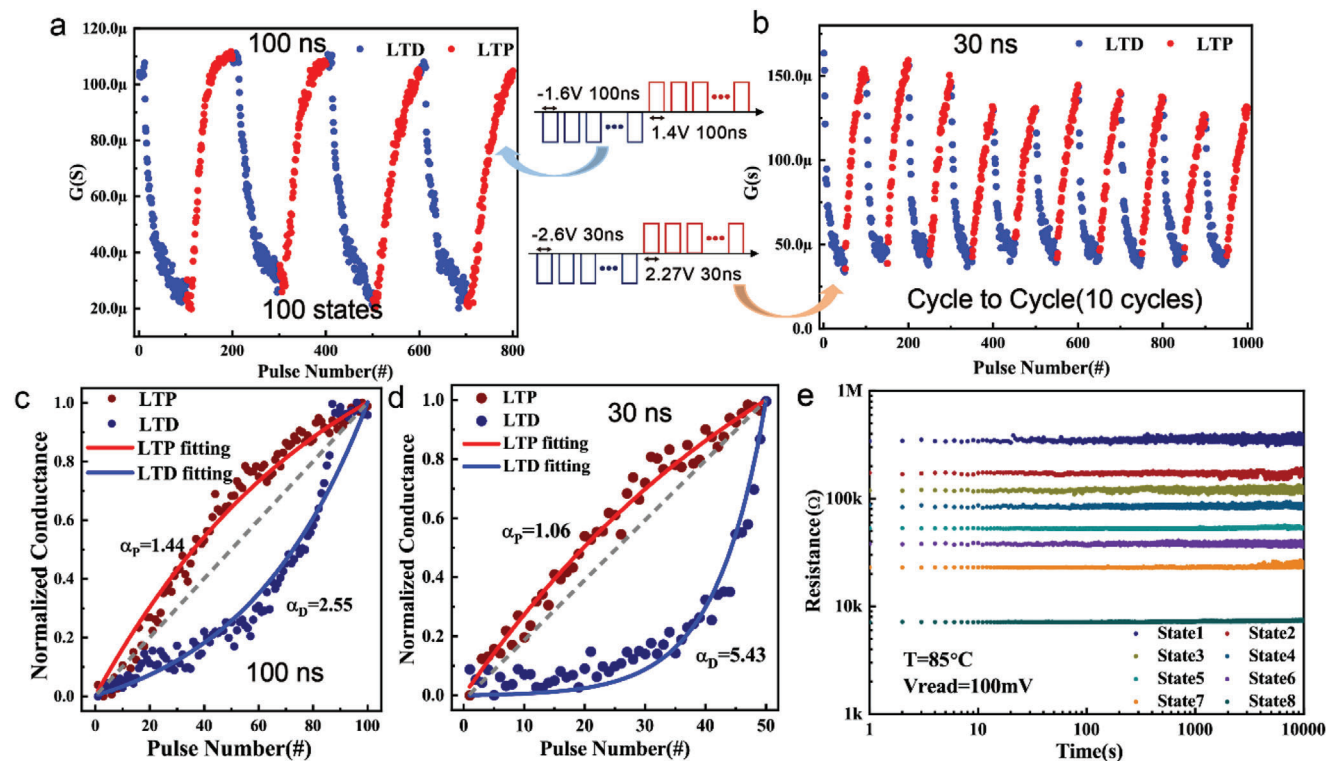 a
100 ns
LTD
LTP
120.0μ
100.0μ
80.0μ
60.0μ
40.0μ
20.0μ
G(S)
100 states
0
200
400
600
800
Pulse Number(#)
-1.6V 100ns
1.4V 100ns
-2.6V 30ns
2.27V 30ns
b
30 ns
LTD
LTP
150.0μ
100.0μ
50.0μ
0.0
G(s)
Cycle to Cycle(10 cycles)
0
200
400
600
800
1000
Pulse Number(#)
c
LTP
LTD
LTP fitting
LTD fitting
1.0
0.8
0.6
0.4
0.2
0.0
Normalized Conductance
αP=1.44
αD=2.55
100 ns
0
20
40
60
80
100
Pulse Number(#)
d
30 ns
LTP
LTD
LTP fitting
LTD fitting
1.0
0.8
0.6
0.4
0.2
0.0
Normalized Conductance
αP=1.06
αD=5.43
0
10
20
30
40
50
Pulse Number(#)
e
1M
100k
10k
1k
Resistance(Ω)
T=85°C
Vread=100mV
State1
State2
State3
State4
State5
State6
State7
State8
1
10
100
1000
10000
Time(s)